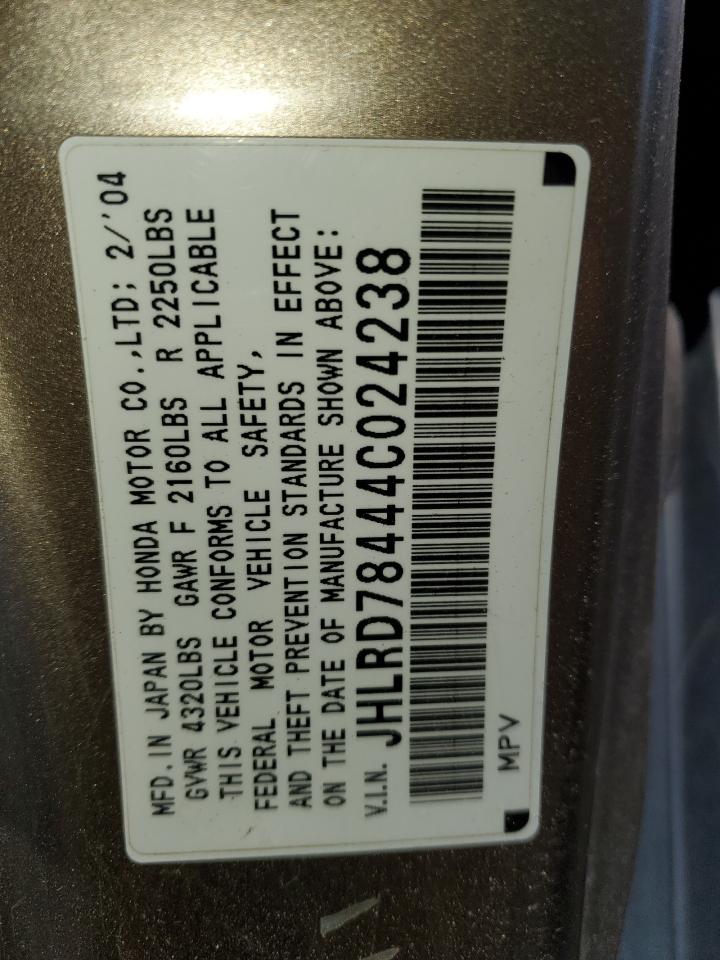 MFD.IN JAPAN BY HONDA MOTOR CO.,LTD; 2/'04
GVWR 4320LBS GAWR F 2160LBS R 2250LBS
THIS VEHICLE CONFORMS TO ALL APPLICABLE
FEDERAL MOTOR VEHICLE SAFETY,
AND THEFT PREVENTION STANDARDS IN EFFECT
ON THE DATE OF MANUFACTURE SHOWN ABOVE:
V.I.N. JHLRD78444C024238
MPV